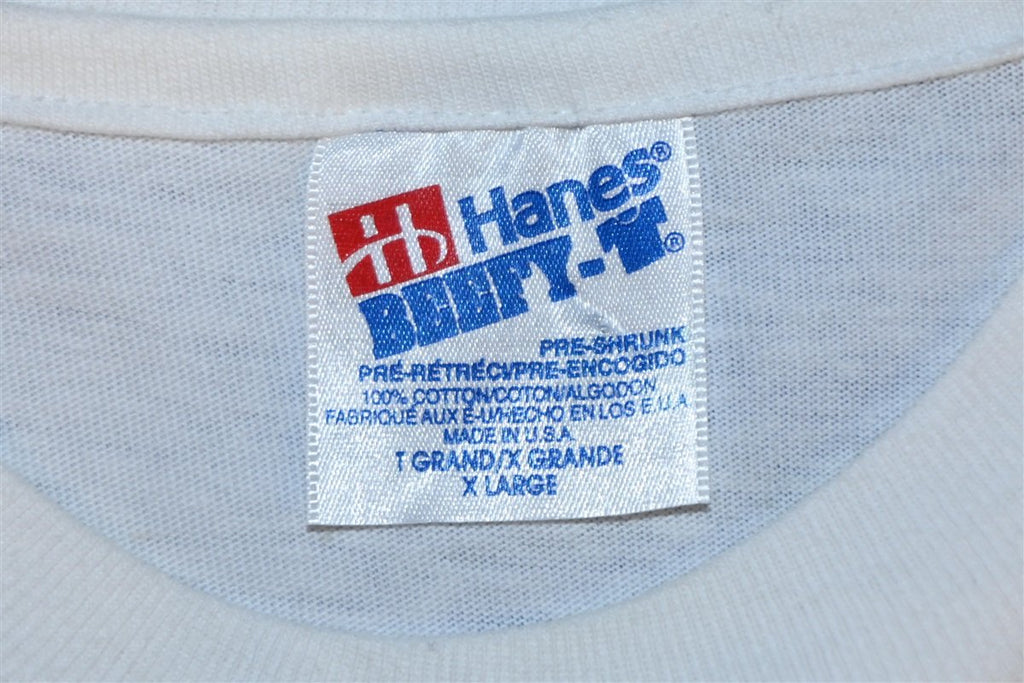 H Hanes®
BEEFY-T®
PRE-SHRUNK
PRÉ-RÉTRÉCI/PRE-ENCOGIDO
100% COTTON/COTON/ALGODON
FABRIQUÉ AUX É-U/HECHO EN LOS E.U.A
MADE IN U.S.A.
T GRAND/X GRANDE
X LARGE